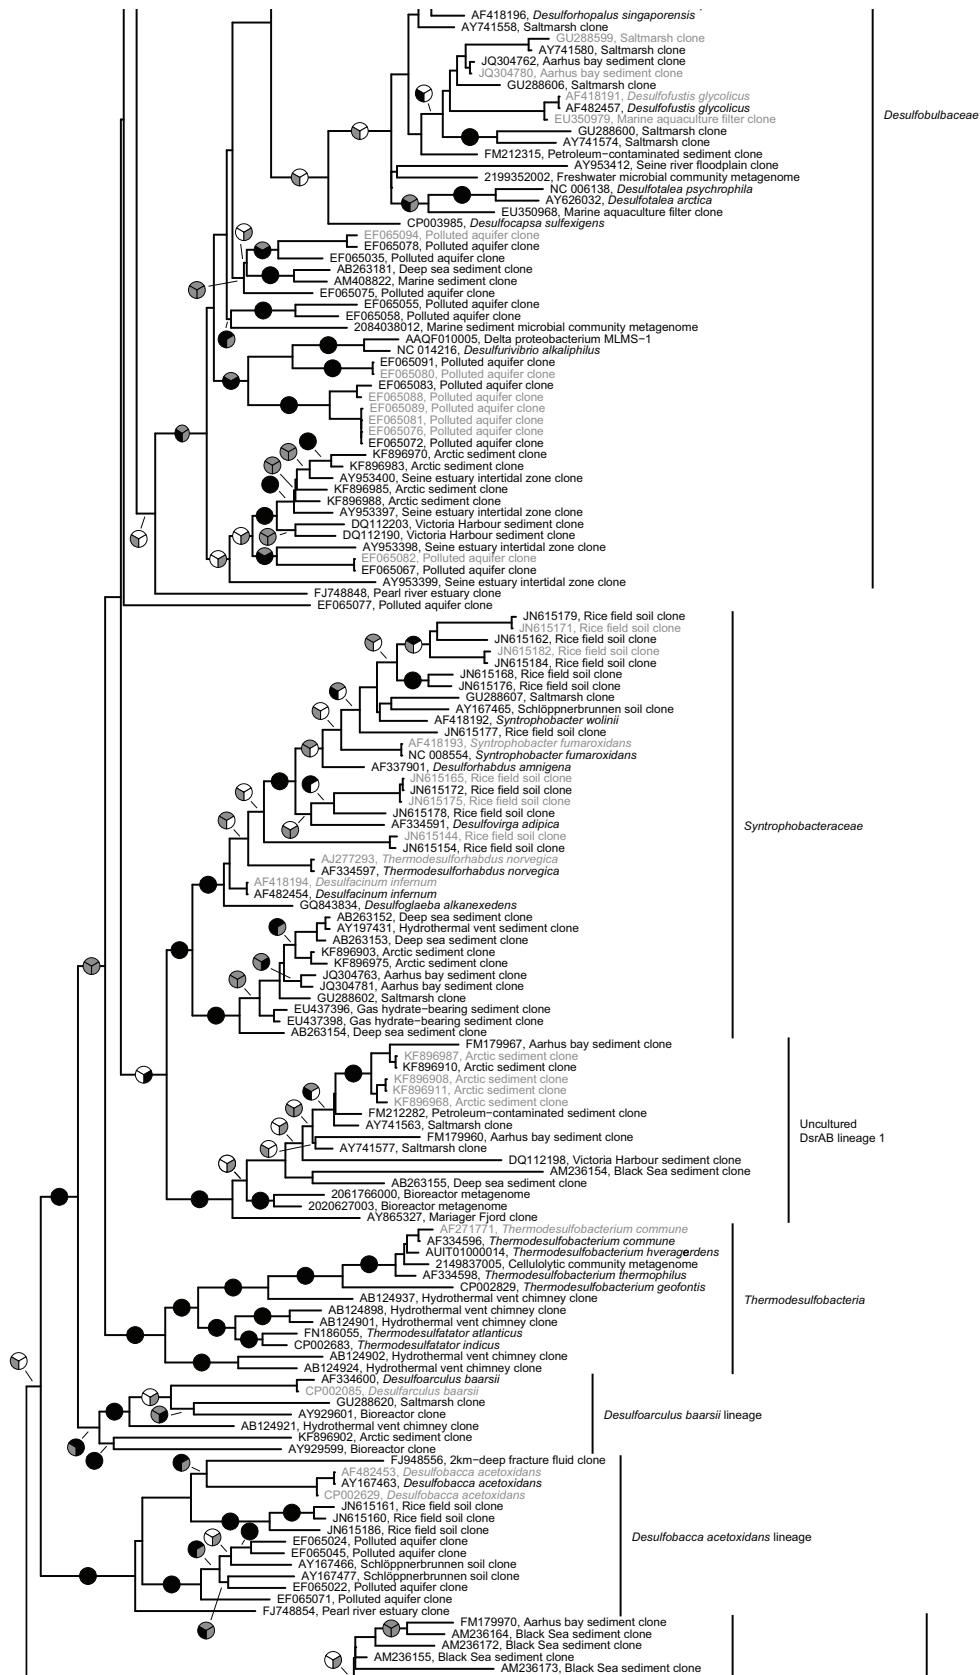 AF418196, Desulforhopalus singaporensis
AY741558, Saltmarsh clone
GU288599, Saltmarsh clone
AY741580, Saltmarsh clone
JQ304762, Aarhus bay sediment clone
JQ304780, Aarhus bay sediment clone
GU288606, Saltmarsh clone
AF418191, Desulfofustis glycolicus
AF482457, Desulfofustis glycolicus
Desulfobulbaceae
EU350979, Marine aquaculture filter clone
GU288600, Saltmarsh clone
AY741574, Saltmarsh clone
FM212315, Petroleum−contaminated sediment clone
AY953412, Seine river floodplain clone
2199352002, Freshwater microbial community metagenome
NC 006138, Desulfotalea psychrophila
AY626032, Desulfotalea arctica
EU350968, Marine aquaculture filter clone
CP003985, Desulfocapsa sulfexigens
EF065094, Polluted aquifer clone
EF065078, Polluted aquifer clone
EF065035, Polluted aquifer clone
AB263181, Deep sea sediment clone
AM408822, Marine sediment clone
EF065075, Polluted aquifer clone
EF065055, Polluted aquifer clone
EF065058, Polluted aquifer clone
2084038012, Marine sediment microbial community metagenome
AAQF010005, Delta proteobacterium MLMS−1
NC 014216, Desulfurivibrio alkaliphilus
EF065091, Polluted aquifer clone
EF065080, Polluted aquifer clone
EF065083, Polluted aquifer clone
EF065088, Polluted aquifer clone
EF065089, Polluted aquifer clone
EF065081, Polluted aquifer clone
EF065076, Polluted aquifer clone
EF065072, Polluted aquifer clone
KF896970, Arctic sediment clone
KF896983, Arctic sediment clone
AY953400, Seine estuary intertidal zone clone
KF896985, Arctic sediment clone
KF896988, Arctic sediment clone
AY953397, Seine estuary intertidal zone clone
DQ112203, Victoria Harbour sediment clone
DQ112190, Victoria Harbour sediment clone
AY953398, Seine estuary intertidal zone clone
EF065082, Polluted aquifer clone
EF065067, Polluted aquifer clone
AY953399, Seine estuary intertidal zone clone
FJ748848, Pearl river estuary clone
EF065077, Polluted aquifer clone
JN615179, Rice field soil clone
JN615171, Rice field soil clone
JN615162, Rice field soil clone
JN615182, Rice field soil clone
JN615184, Rice field soil clone
JN615168, Rice field soil clone
JN615176, Rice field soil clone
GU288607, Saltmarsh clone
AY167465, Schlöppnerbrunnen soil clone
AF418192, Syntrophobacter wolinii
JN615177, Rice field soil clone
AF418193, Syntrophobacter fumaroxidans
NC 008554, Syntrophobacter fumaroxidans
AF337901, Desulforhabdus amnigena
JN615165, Rice field soil clone
JN615172, Rice field soil clone
JN615175, Rice field soil clone
JN615178, Rice field soil clone
AF334591, Desulfovirga adipica
Syntrophobacteraceae
JN615144, Rice field soil clone
JN615154, Rice field soil clone
AJ277293, Thermodesulforhabdus norvegica
AF334597, Thermodesulforhabdus norvegica
AF418194, Desulfacinum infernum
AF482454, Desulfacinum infernum
GQ843834, Desulfoglaeba alkanexedens
AB263152, Deep sea sediment clone
AY197431, Hydrothermal vent sediment clone
AB263153, Deep sea sediment clone
KF896903, Arctic sediment clone
KF896975, Arctic sediment clone
JQ304763, Aarhus bay sediment clone
JQ304781, Aarhus bay sediment clone
GU288602, Saltmarsh clone
EU437396, Gas hydrate−bearing sediment clone
EU437398, Gas hydrate−bearing sediment clone
AB263154, Deep sea sediment clone
FM179967, Aarhus bay sediment clone
KF896987, Arctic sediment clone
KF896910, Arctic sediment clone
KF896908, Arctic sediment clone
KF896911, Arctic sediment clone
KF896968, Arctic sediment clone
FM212282, Petroleum−contaminated sediment clone
AY741563, Saltmarsh clone
Uncultured
DsrAB lineage 1
FM179960, Aarhus bay sediment clone
AY741577, Saltmarsh clone
DQ112198, Victoria Harbour sediment clone
AM236154, Black Sea sediment clone
AB263155, Deep sea sediment clone
2061766000, Bioreactor metagenome
2020627003, Bioreactor metagenome
AY865327, Mariager Fjord clone
AF271771, Thermodesulfobacterium commune
AF334596, Thermodesulfobacterium commune
AUIT01000014, Thermodesulfobacterium hveragerdens
2149837005, Cellulolytic community metagenome
AF334598, Thermodesulfobacterium thermophilus
CP002829, Thermodesulfobacterium geofontis
AB124937, Hydrothermal vent chimney clone
Thermodesulfobacteria
AB124898, Hydrothermal vent chimney clone
AB124901, Hydrothermal vent chimney clone
FN186055, Thermodesulfatator atlanticus
CP002683, Thermodesulfatator indicus
AB124902, Hydrothermal vent chimney clone
AB124924, Hydrothermal vent chimney clone
AF334600, Desulfoarculus baarsii
CP002085, Desulfarculus baarsii
GU288620, Saltmarsh clone
AY929601, Bioreactor clone
Desulfoarculus baarsii lineage
AB124921, Hydrothermal vent chimney clone
KF896902, Arctic sediment clone
AY929599, Bioreactor clone
FJ948556, 2km−deep fracture fluid clone
AF482453, Desulfobacca acetoxidans
AY167463, Desulfobacca acetoxidans
CP002629, Desulfobacca acetoxidans
JN615161, Rice field soil clone
JN615160, Rice field soil clone
JN615186, Rice field soil clone
Desulfobacca acetoxidans lineage
EF065024, Polluted aquifer clone
EF065045, Polluted aquifer clone
AY167466, Schlöppnerbrunnen soil clone
AY167477, Schlöppnerbrunnen soil clone
EF065022, Polluted aquifer clone
EF065071, Polluted aquifer clone
FJ748854, Pearl river estuary clone
FM179970, Aarhus bay sediment clone
AM236164, Black Sea sediment clone
AM236172, Black Sea sediment clone
AM236155, Black Sea sediment clone
AM236173, Black Sea sediment clone